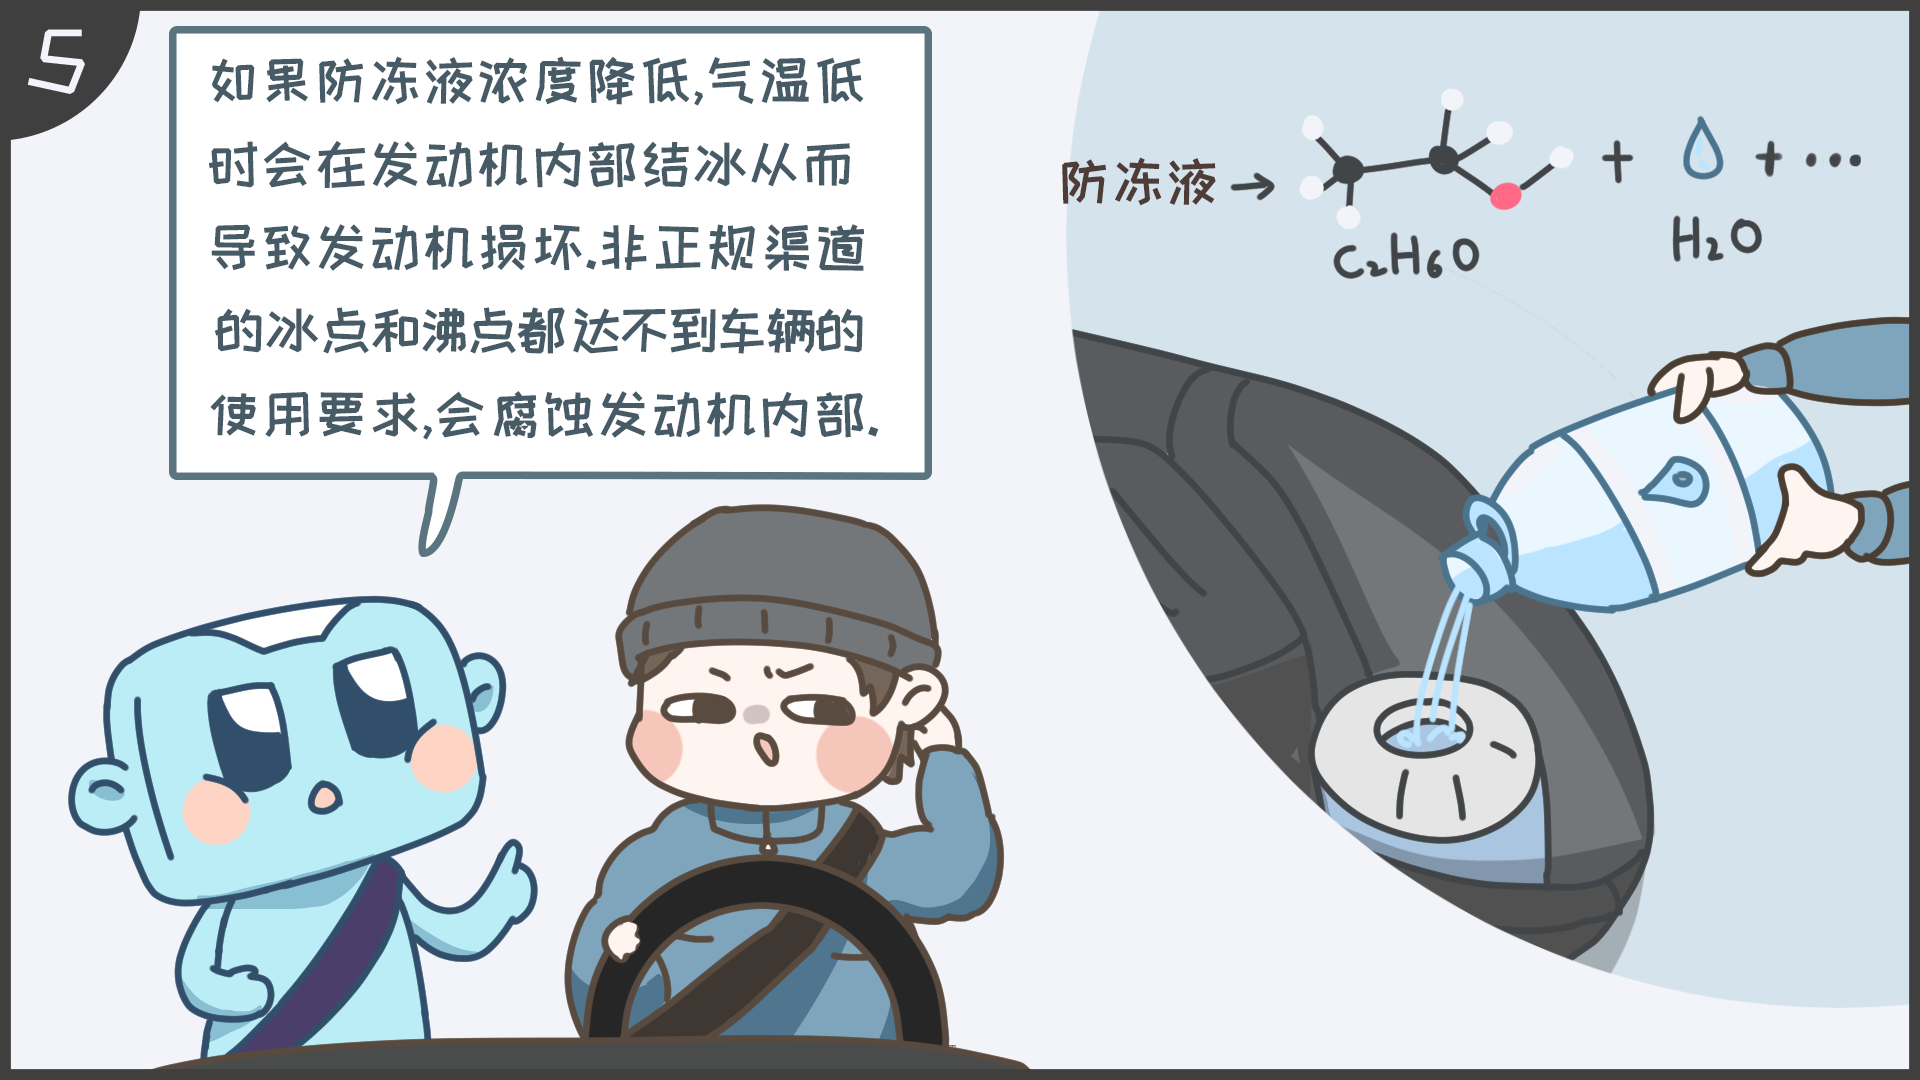 5
如果防冻液浓度降低,气温低
时会在发动机内部结冰从而
导致发动机损坏.非正规渠道
的冰点和沸点都达不到车辆的
使用要求,会腐蚀发动机内部.
防冻液→ + + ...
C₂H₆O H₂O